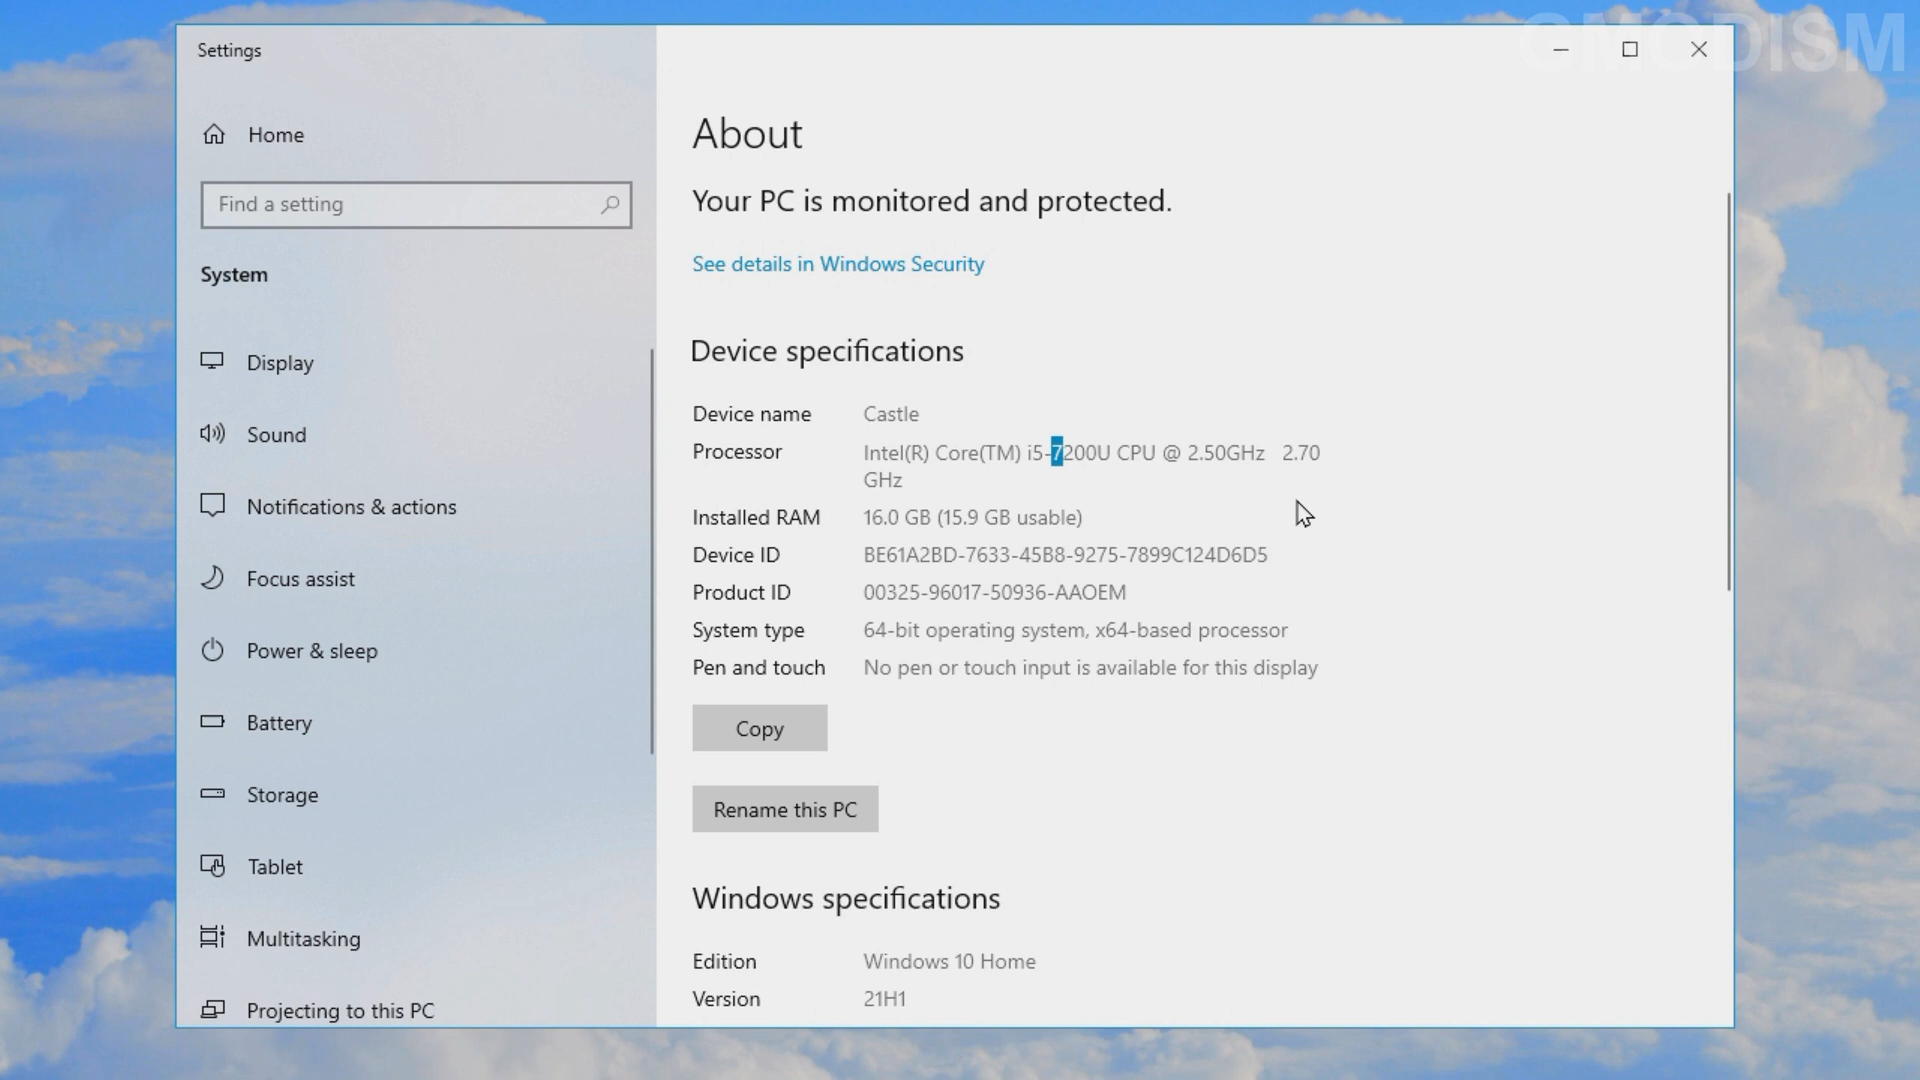 GMODISM
Settings
Home
Find a setting
System
Display
Sound
Notifications & actions
Focus assist
Power & sleep
Battery
Storage
Tablet
Multitasking
Projecting to this PC
About
Your PC is monitored and protected.
See details in Windows Security
Device specifications
Device name Castle
Processor Intel(R) Core(TM) i5-7200U CPU @ 2.50GHz 2.70
GHz
Installed RAM 16.0 GB (15.9 GB usable)
Device ID BE61A2BD-7633-45B8-9275-7899C124D6D5
Product ID 00325-96017-50936-AAOEM
System type 64-bit operating system, x64-based processor
Pen and touch No pen or touch input is available for this display
Copy
Rename this PC
Windows specifications
Edition Windows 10 Home
Version 21H1